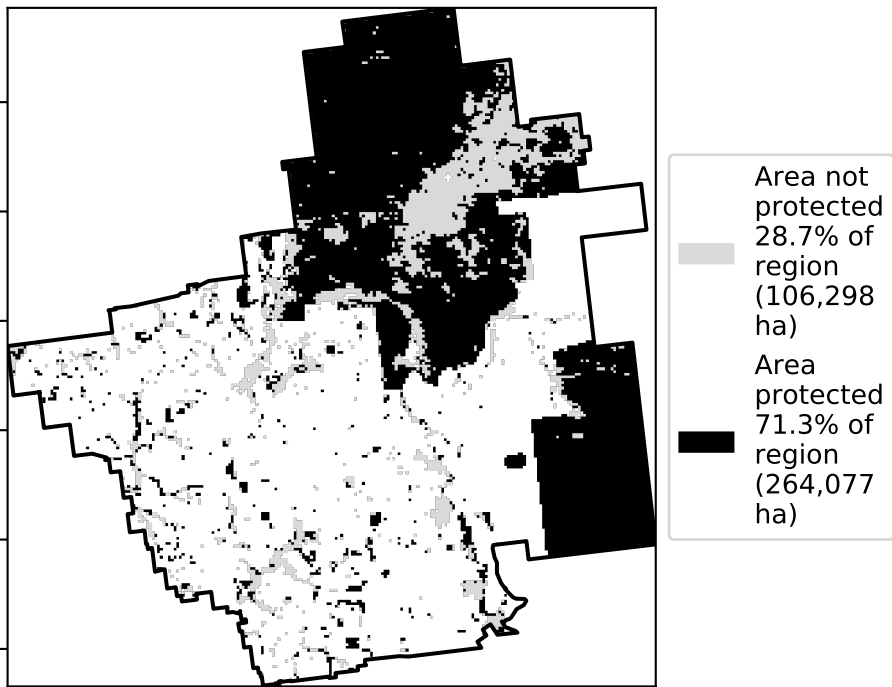 Area not
protected
28.7% of
region
(106,298
ha)
Area
protected
71.3% of
region
(264,077
ha)